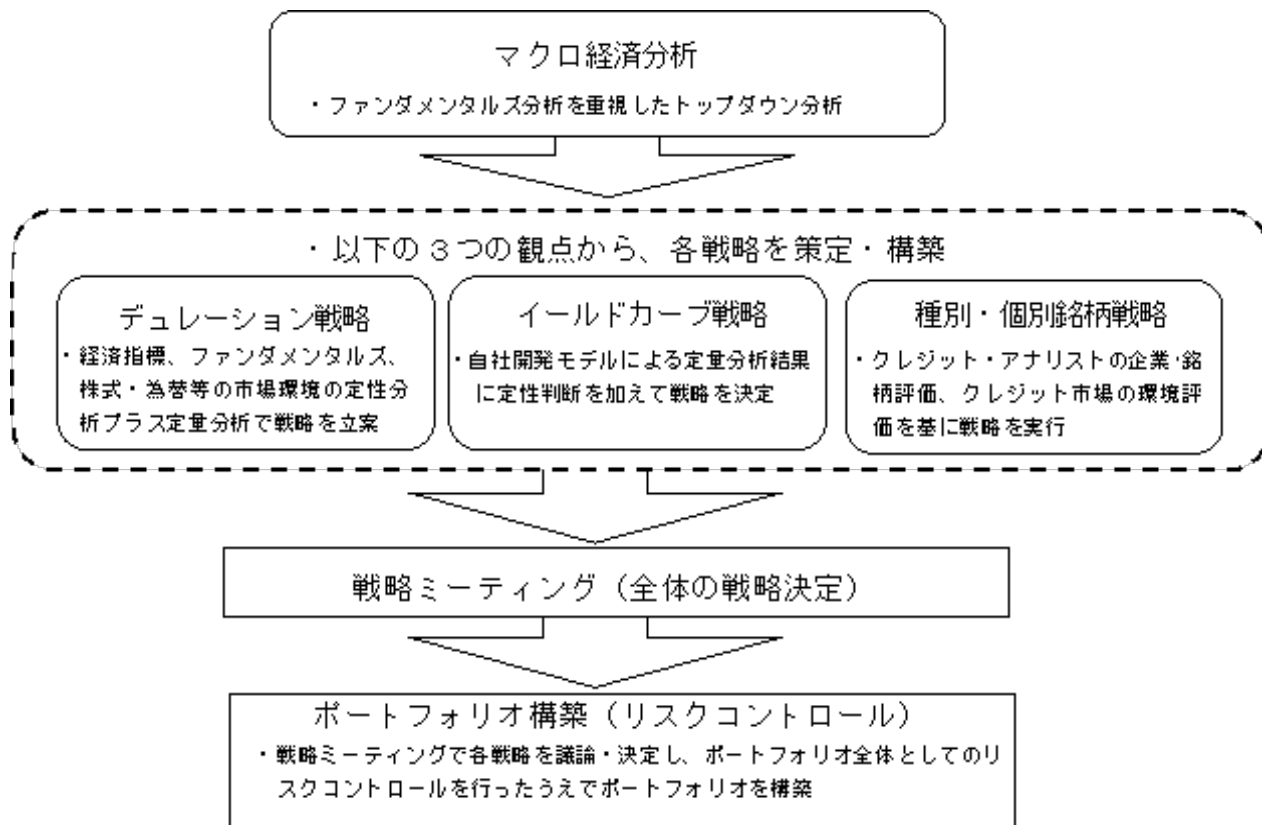 マクロ経済分析
・ファンダメンタルズ分析を重視したトップダウン分析
・以下の３つの観点から、各戦略を策定・構築
デュレーション戦略
・経済指標、ファンダメンタルズ、
株式・為替等の市場環境の定性分
析プラス定量分析で戦略を立案
イールドカーブ戦略
・自社開発モデルによる定量分析結果
に定性判断を加えて戦略を決定
種別・個別銘柄戦略
・クレジット・アナリストの企業・銘
柄評価、クレジット市場の環境評
価を基に戦略を実行
戦略ミーティング（全体の戦略決定）
ポートフォリオ構築（リスクコントロール）
・戦略ミーティングで各戦略を議論・決定し、ポートフォリオ全体としてのリ
スクコントロールを行ったうえでポートフォリオを構築